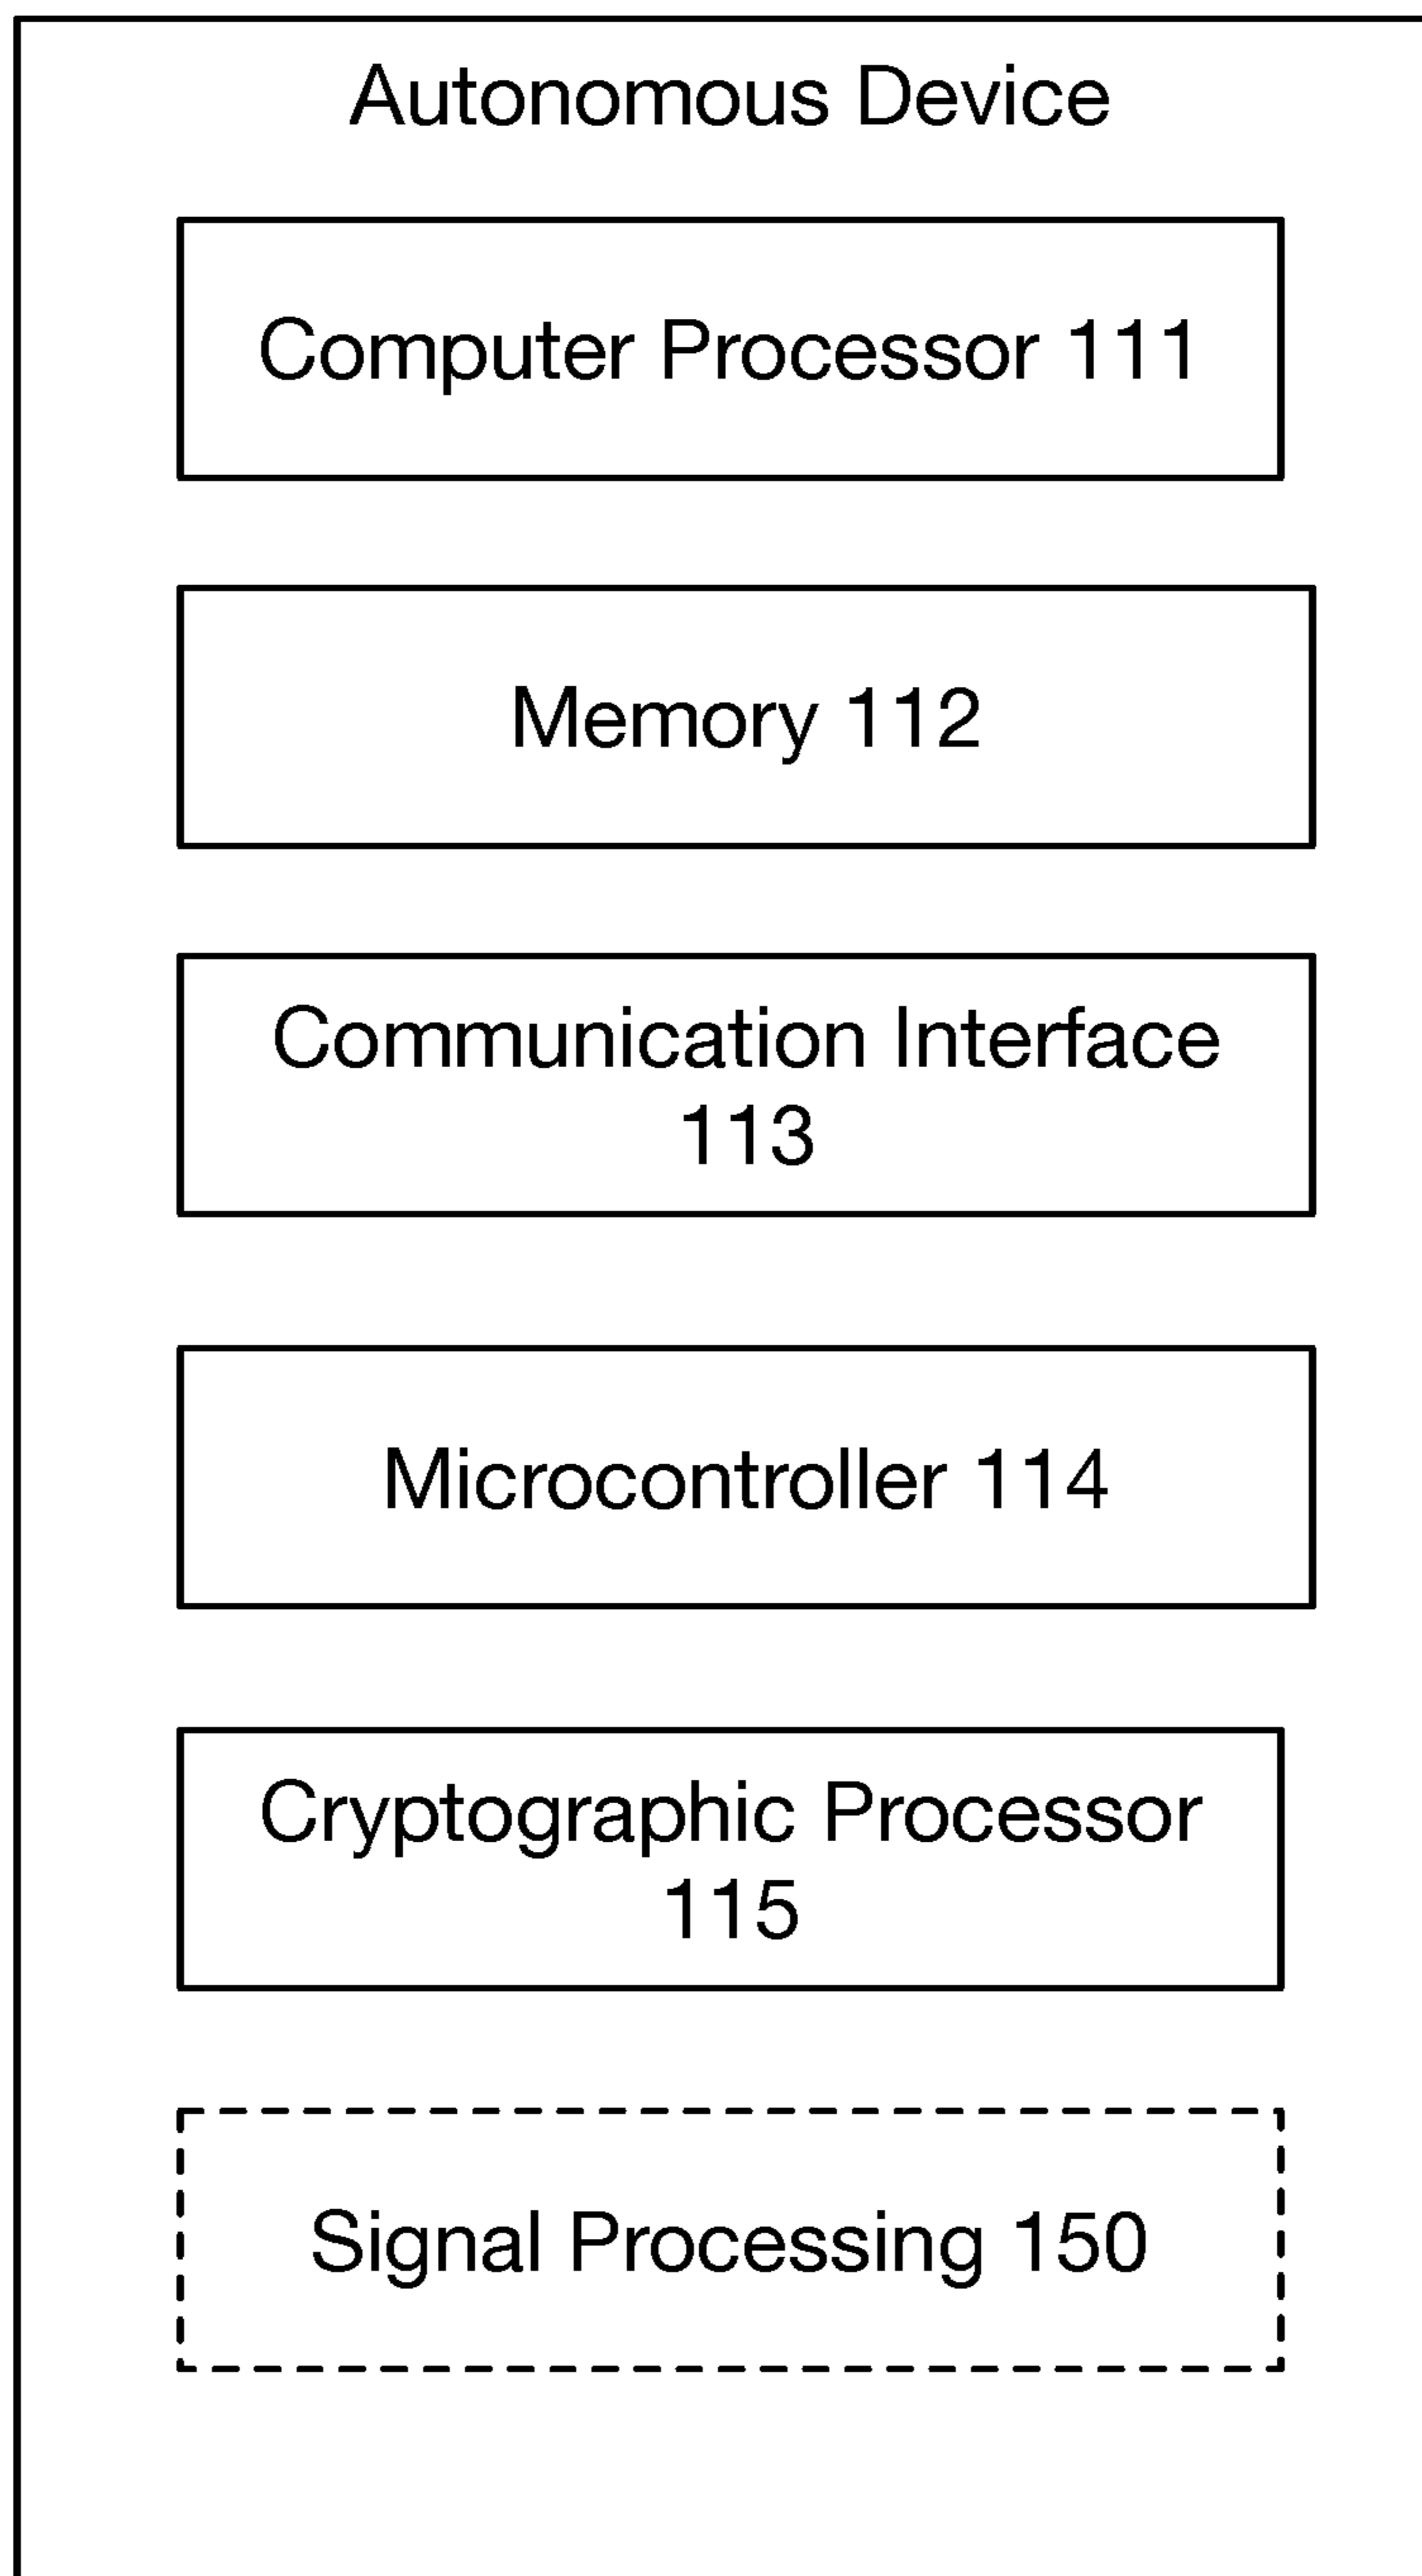 Autonomous Device
Computer Processor 111
Memory 112
Communication Interface
113
Microcontroller 114
Cryptographic Processor
115
Signal Processing 150